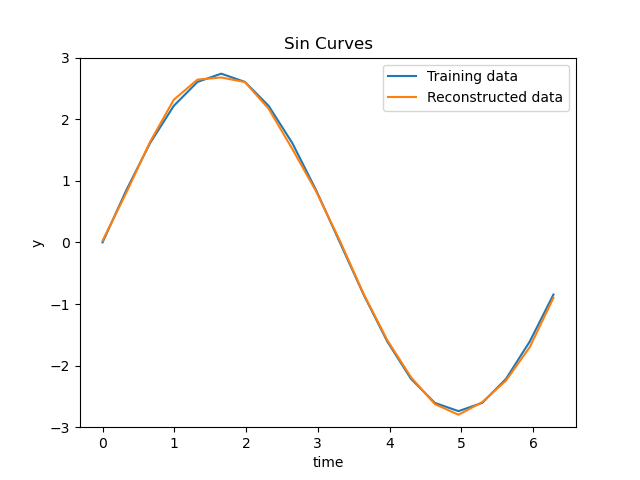 Sin Curves
Training data
Reconstructed data
3
2
1
0
−1
−2
−3
y
0 1 2 3 4 5 6
time